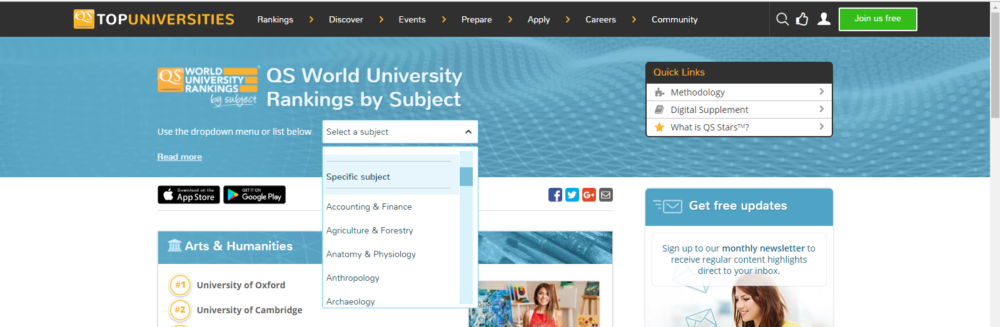 QS TOPUNIVERSITIES
Rankings
Discover
Events
Prepare
Apply
Careers
Community
Join us free
QS WORLD
UNIVERSITY
RANKINGS
by subject
QS World University
Rankings by Subject
Use the dropdown menu or list below
Select a subject
Read more
Specific subject
Accounting & Finance
Agriculture & Forestry
Anatomy & Physiology
Anthropology
Archaeology
Quick Links
Methodology
Digital Supplement
What is QS Stars™?
Download on the
App Store
GET IT ON
Google Play
Arts & Humanities
#1 University of Oxford
#2 University of Cambridge
Get free updates
Sign up to our monthly newsletter to
receive regular content highlights
direct to your inbox.